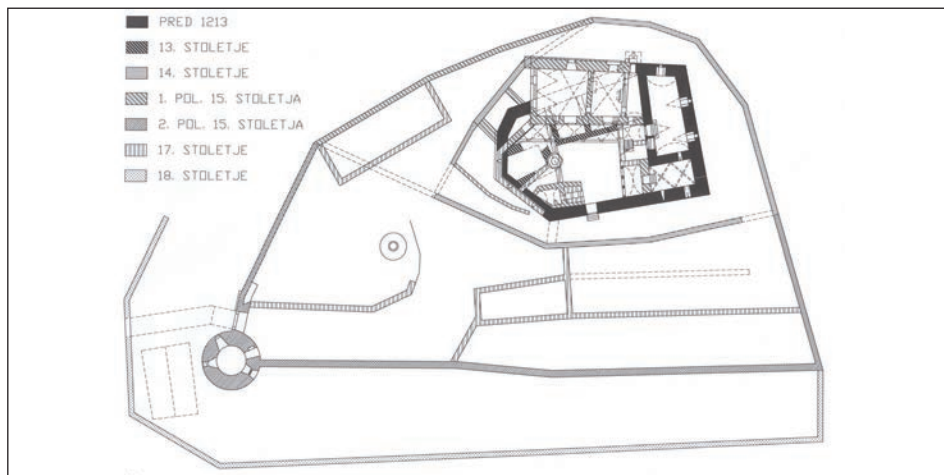 PRED 1213
13. STOLETJE
14. STOLETJE
1. POL. 15. STOLETJA
2. POL. 15. STOLETJA
17. STOLETJE
18. STOLETJE